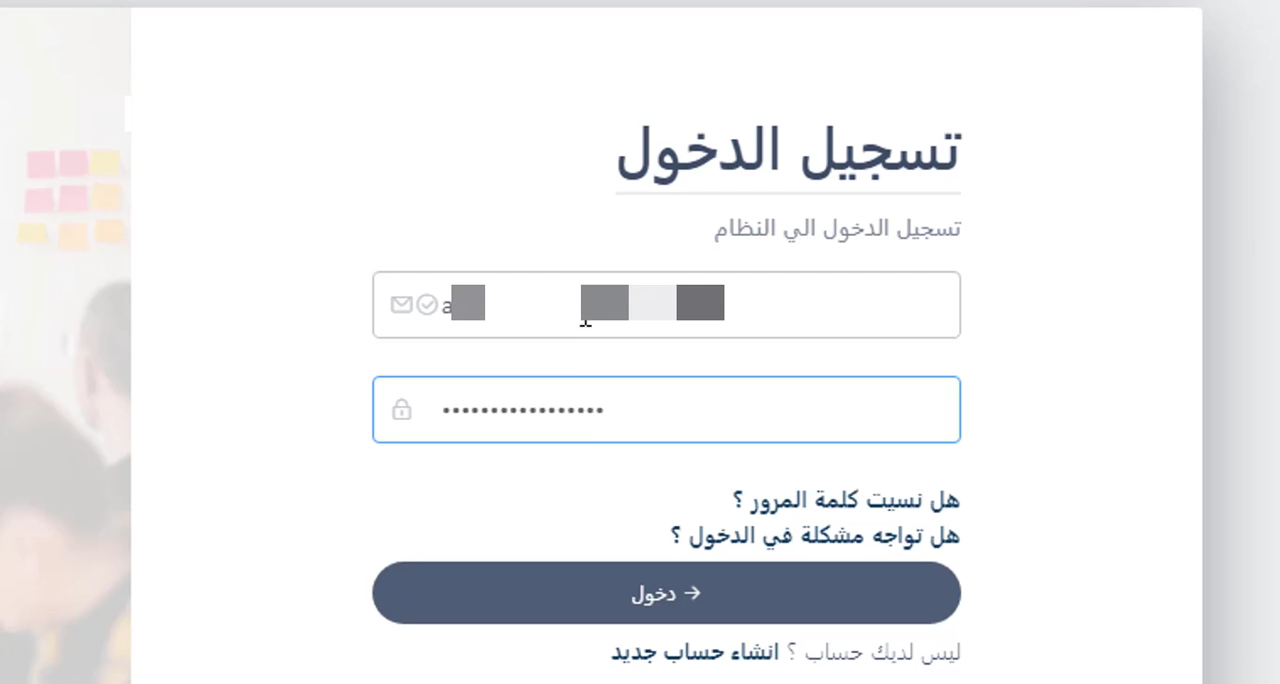 تسجيل الدخول
تسجيل الدخول الي النظام
a
•••••••••••••••••
هل نسيت كلمة المرور ؟
هل تواجه مشكلة في الدخول ؟
دخول →
ليس لديك حساب ؟ انشاء حساب جديد